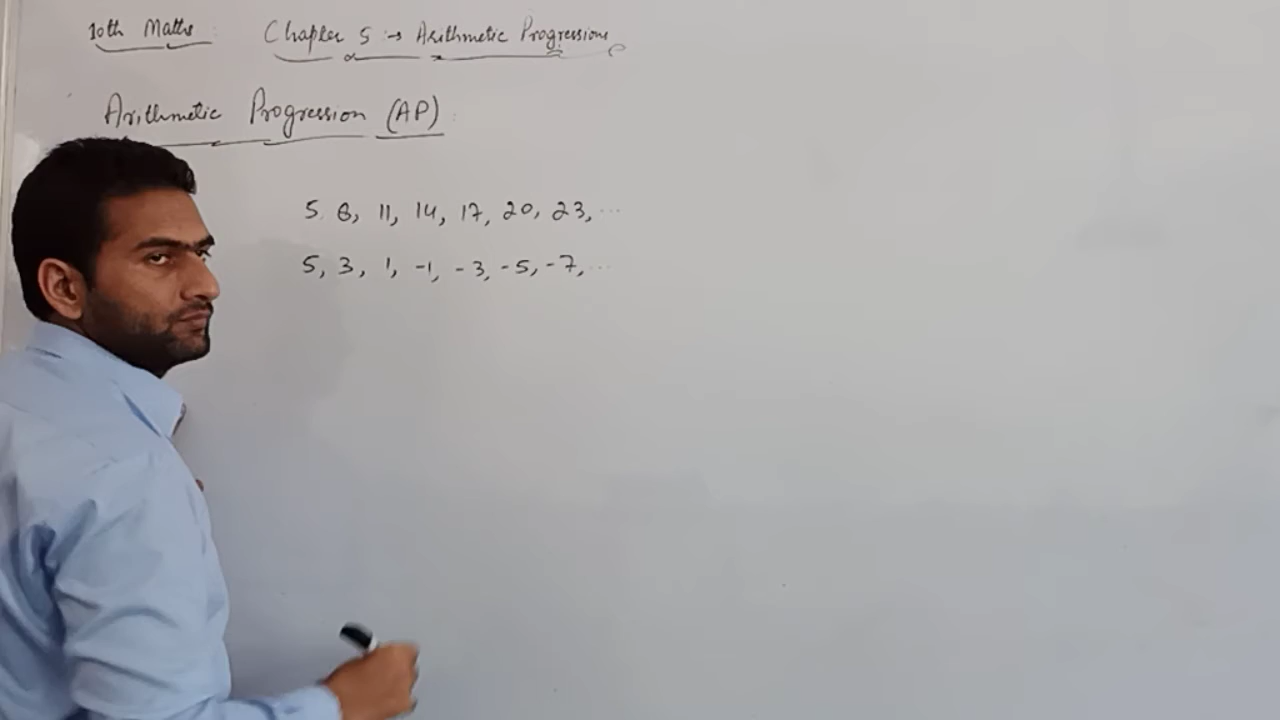 10th Maths Chapter 5 :→ Arithmetic Progressions
Arithmetic Progression (AP)
5, 8, 11, 14, 17, 20, 23, ...
5, 3, 1, -1, -3, -5, -7, ...